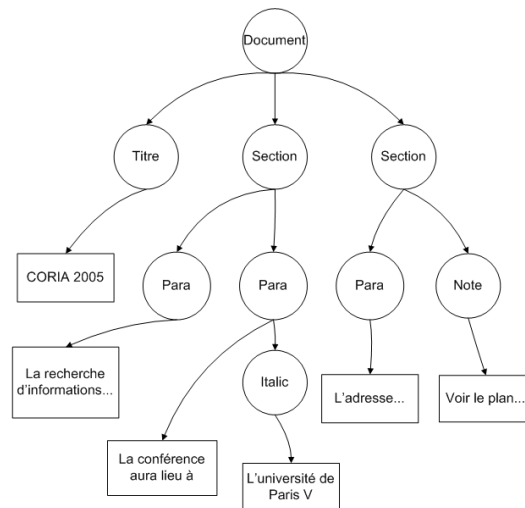 Document
Titre
Section
Section
CORIA 2005
Para
Para
Para
Note
La recherche
d'informations...
Italic
L'adresse...
Voir le plan...
La conférence
aura lieu à
L'université de
Paris V